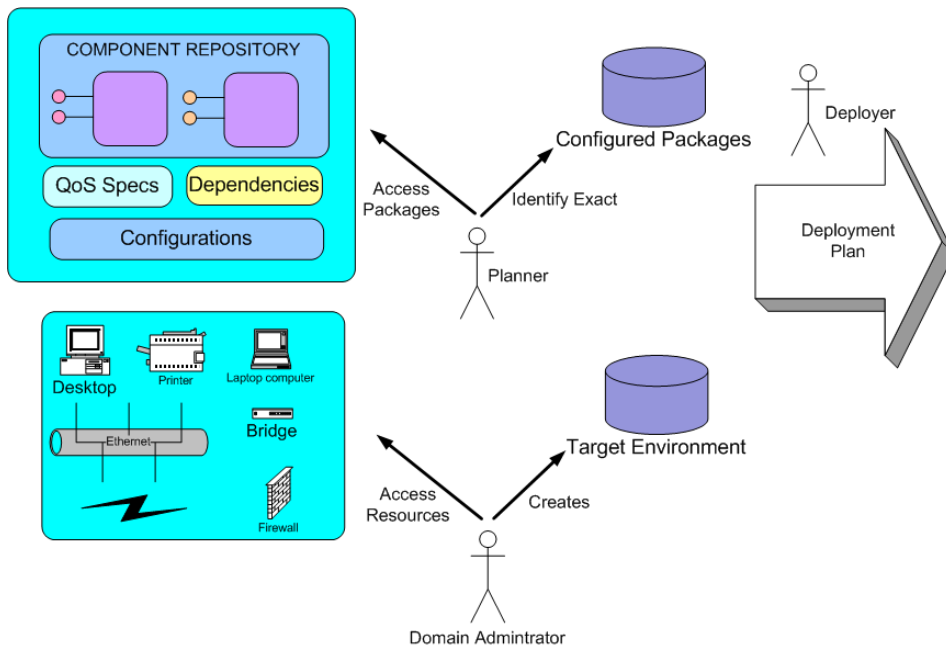 COMPONENT REPOSITORY
QoS Specs
Dependencies
Configurations
Access
Packages
Identify Exact
Planner
Configured Packages
Deployer
Deployment
Plan
Desktop
Printer
Laptop computer
Ethernet
Bridge
Firewall
Access
Resources
Creates
Target Environment
Domain Admintrator